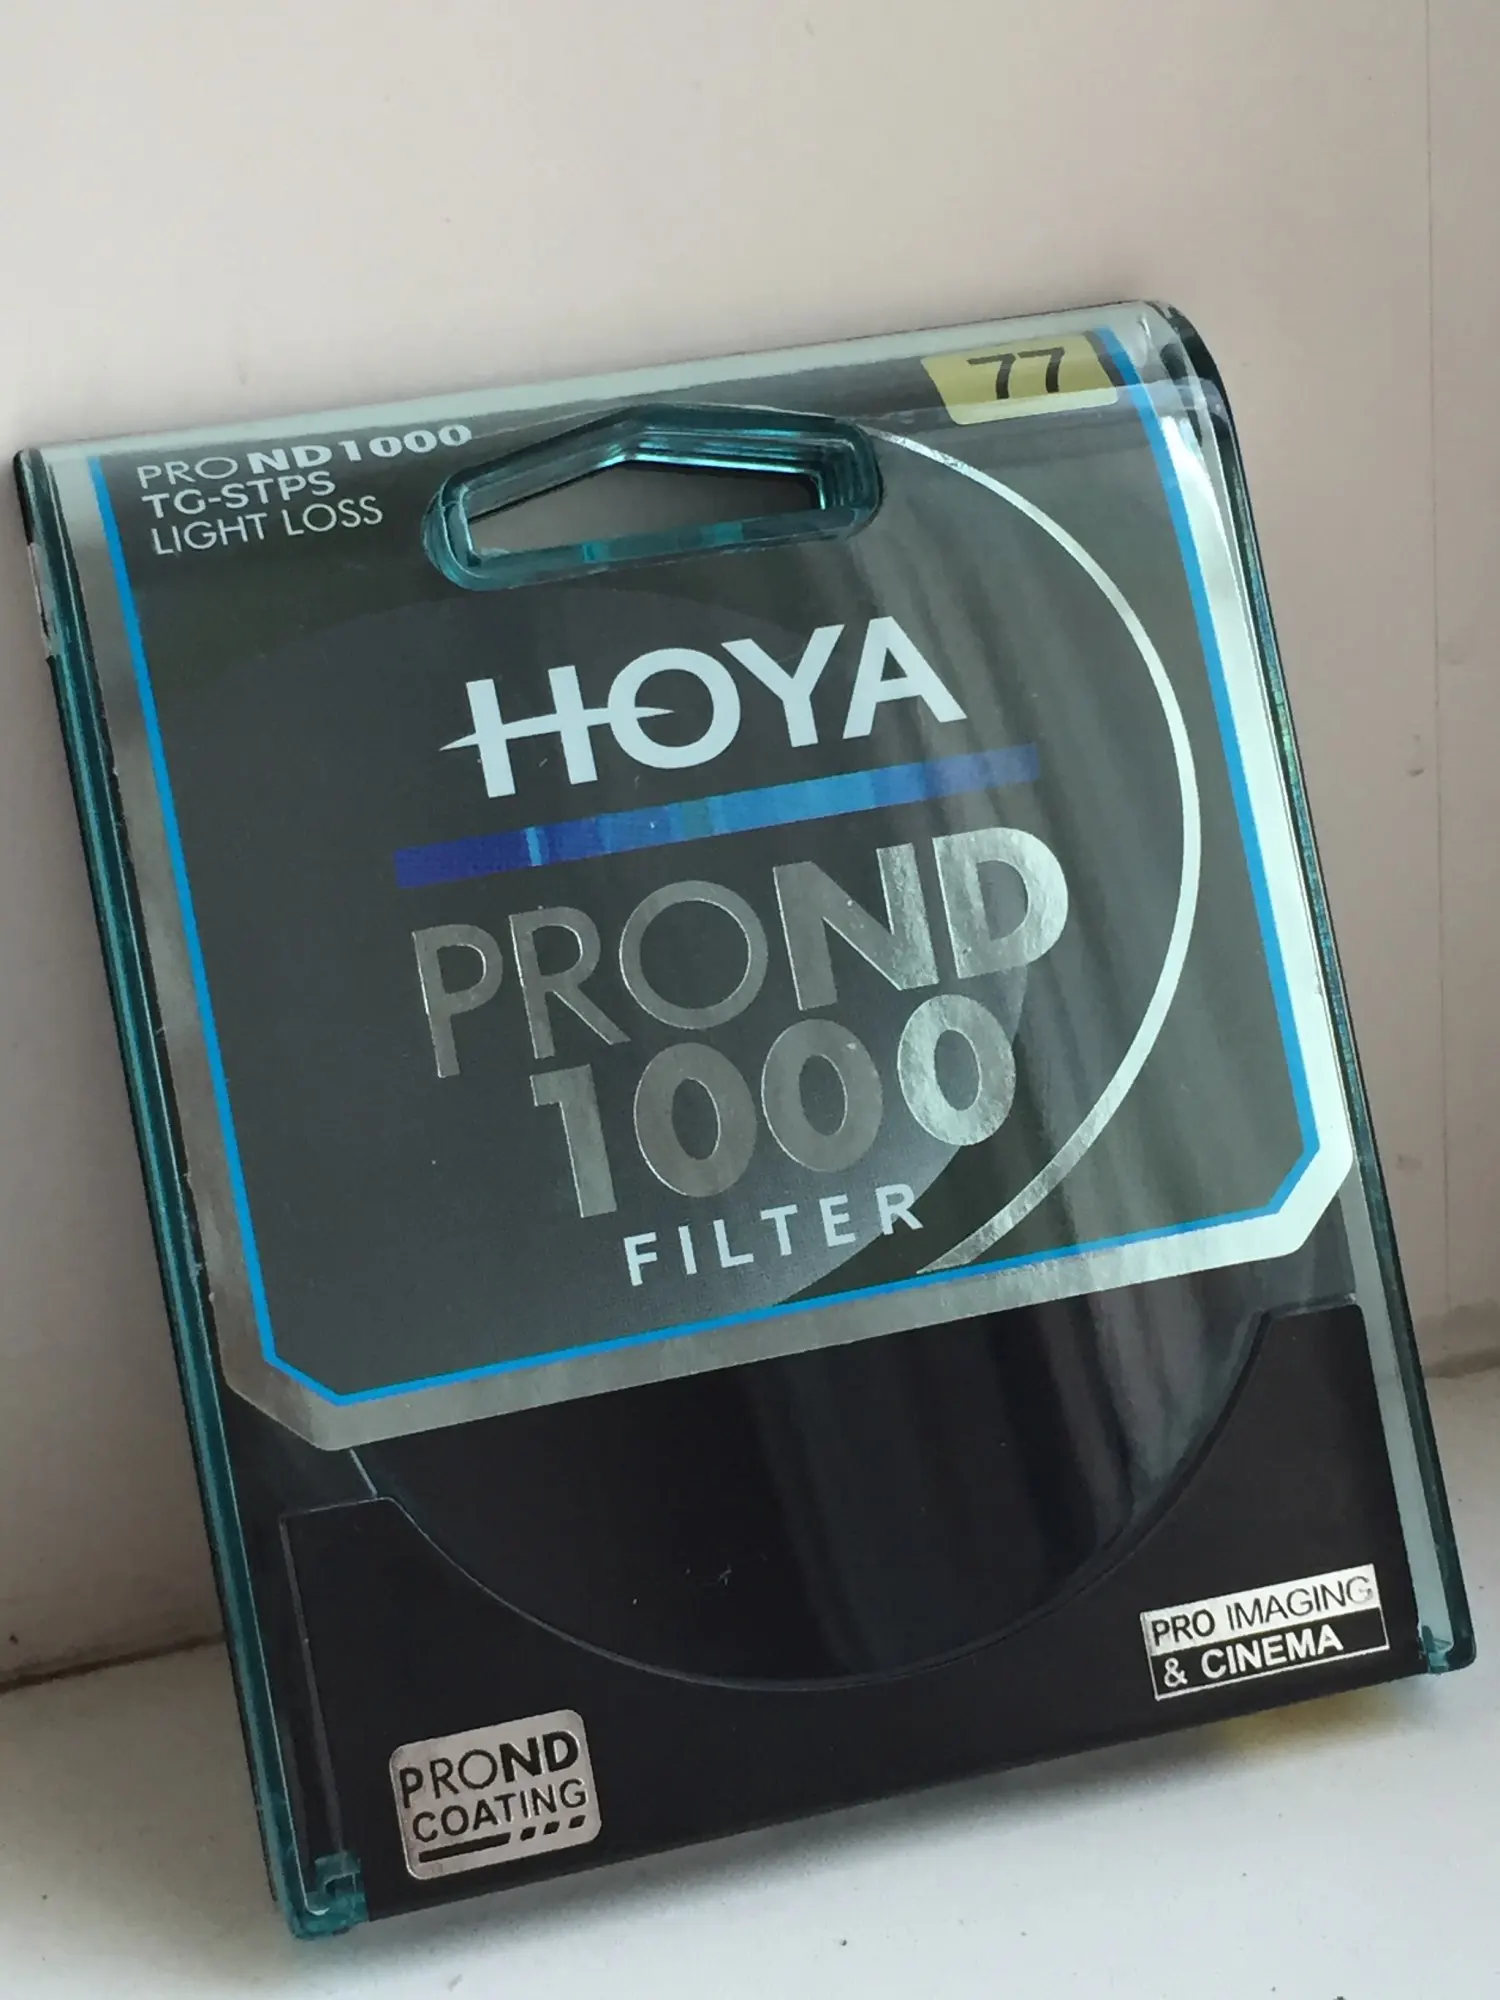 77
PRO ND1000
TG-STPS
LIGHT LOSS
HOYA
PROND
1000
FILTER
PRO IMAGING
& CINEMA
PROND
COATING